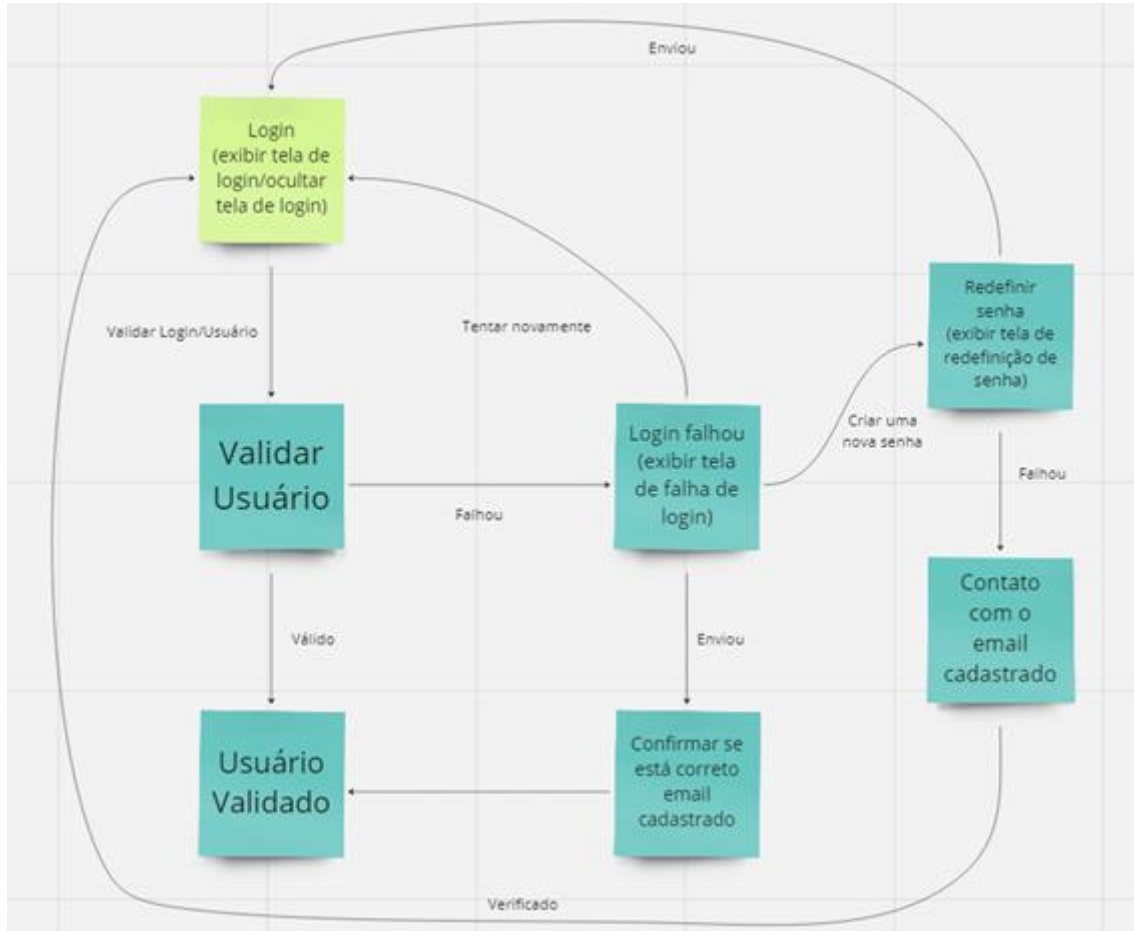 Enviou
Login
(exibir tela de
login/ocultar
tela de login)
Redefinir
senha
(exibir tela de
redefinição de
senha)
Validar Login/Usuário
Tentar novamente
Criar uma
nova senha
Validar
Usuário
Login falhou
(exibir tela
de falha de
login)
Falhou
Falhou
Contato
com o
email
cadastrado
Válido
Enviou
Usuário
Validado
Confirmar se
está correto
email
cadastrado
Verificado